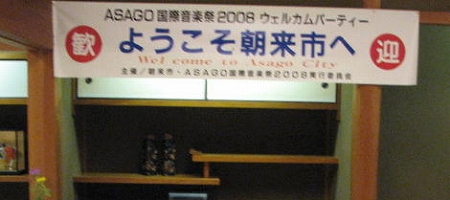 ASAGO国際音楽祭2008ウェルカムパーティー
歓 ようこそ朝来市へ 迎
Wel come to Asago City
主催／朝来市・ASAGO国際音楽祭2008実行委員会